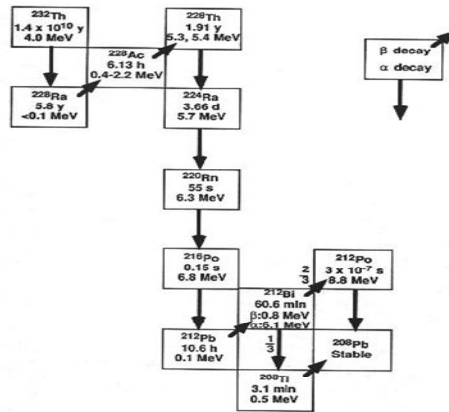 ²³²Th
1.4 x 10¹⁰ y
4.0 MeV
²²⁸Ac
6.13 h
0.4-2.2 MeV
²²⁸Th
1.91 y
5.3, 5.4 MeV
β decay
α decay
²²⁸Ra
5.8 y
<0.1 MeV
²²⁴Ra
3.66 d
5.7 MeV
²²⁰Rn
55 s
6.3 MeV
²¹⁶Po
0.15 s
6.8 MeV
2/3
²¹²Po
3 x 10⁻⁷ s
8.8 MeV
²¹²Bi
60.6 min
β:0.8 MeV
α:6.1 MeV
²¹²Pb
10.6 h
0.1 MeV
1/3
²⁰⁸Pb
Stable
²⁰⁸Tl
3.1 min
0.5 MeV